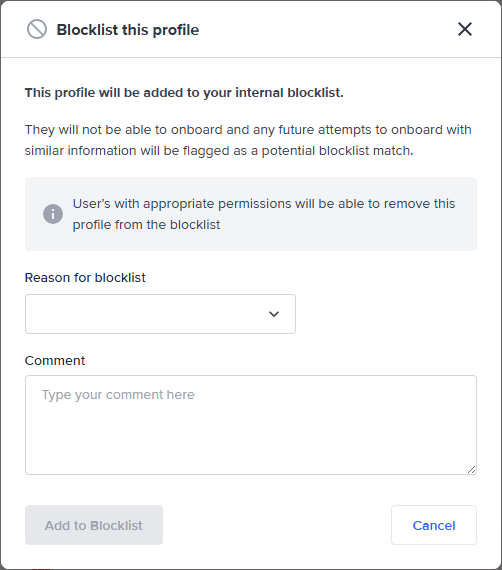 Blocklist this profile
This profile will be added to your internal blocklist.
They will not be able to onboard and any future attempts to onboard with
similar information will be flagged as a potential blocklist match.
User's with appropriate permissions will be able to remove this
profile from the blocklist
Reason for blocklist
Comment
Type your comment here
Add to Blocklist
Cancel